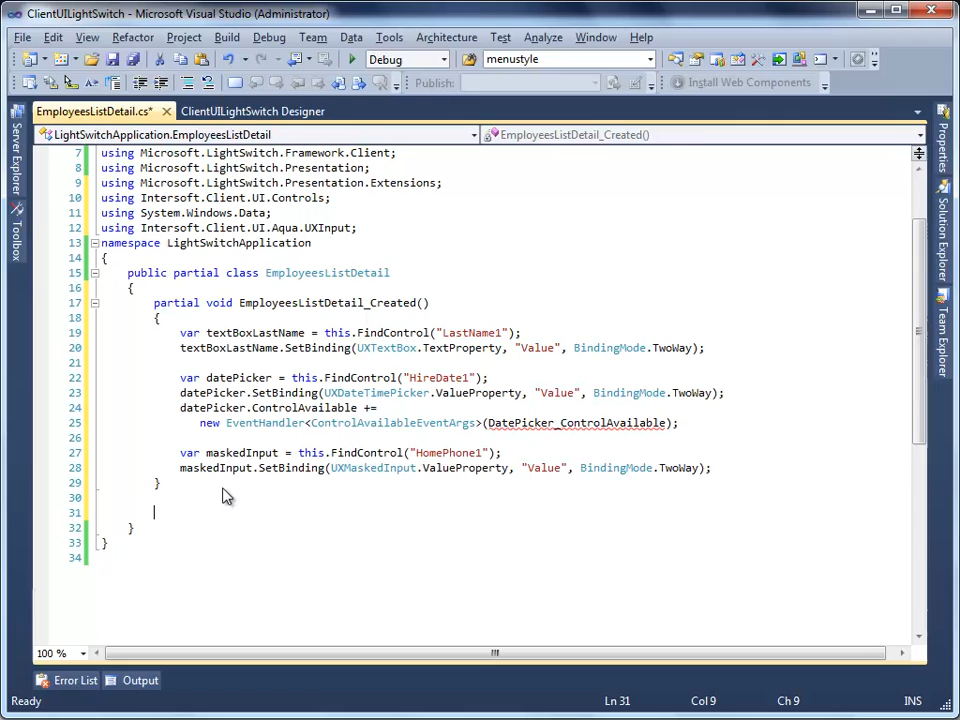 ClientUILightSwitch - Microsoft Visual Studio (Administrator)
File Edit View Refactor Project Build Debug Team Data Tools Architecture Test Analyze Window Help
Debug menustyle
Publish: Install Web Components
EmployeesListDetail.cs* ClientUILightSwitch Designer
LightSwitchApplication.EmployeesListDetail EmployeesListDetail_Created()
Server Explorer
Toolbox
Properties
Solution Explorer
Team Explorer
7 using Microsoft.LightSwitch.Framework.Client;
8 using Microsoft.LightSwitch.Presentation;
9 using Microsoft.LightSwitch.Presentation.Extensions;
10 using Intersoft.Client.UI.Controls;
11 using System.Windows.Data;
12 using Intersoft.Client.UI.Aqua.UXInput;
13 namespace LightSwitchApplication
14 {
15 public partial class EmployeesListDetail
16 {
17 partial void EmployeesListDetail_Created()
18 {
19 var textBoxLastName = this.FindControl("LastName1");
20 textBoxLastName.SetBinding(UXTextBox.TextProperty, "Value", BindingMode.TwoWay);
21
22 var datePicker = this.FindControl("HireDate1");
23 datePicker.SetBinding(UXDateTimePicker.ValueProperty, "Value", BindingMode.TwoWay);
24 datePicker.ControlAvailable +=
25 new EventHandler<ControlAvailableEventArgs>(DatePicker_ControlAvailable);
26
27 var maskedInput = this.FindControl("HomePhone1");
28 maskedInput.SetBinding(UXMaskedInput.ValueProperty, "Value", BindingMode.TwoWay);
29 }
30
31
32 }
33 }
34
100 %
Error List Output
Ready Ln 31 Col 9 Ch 9 INS